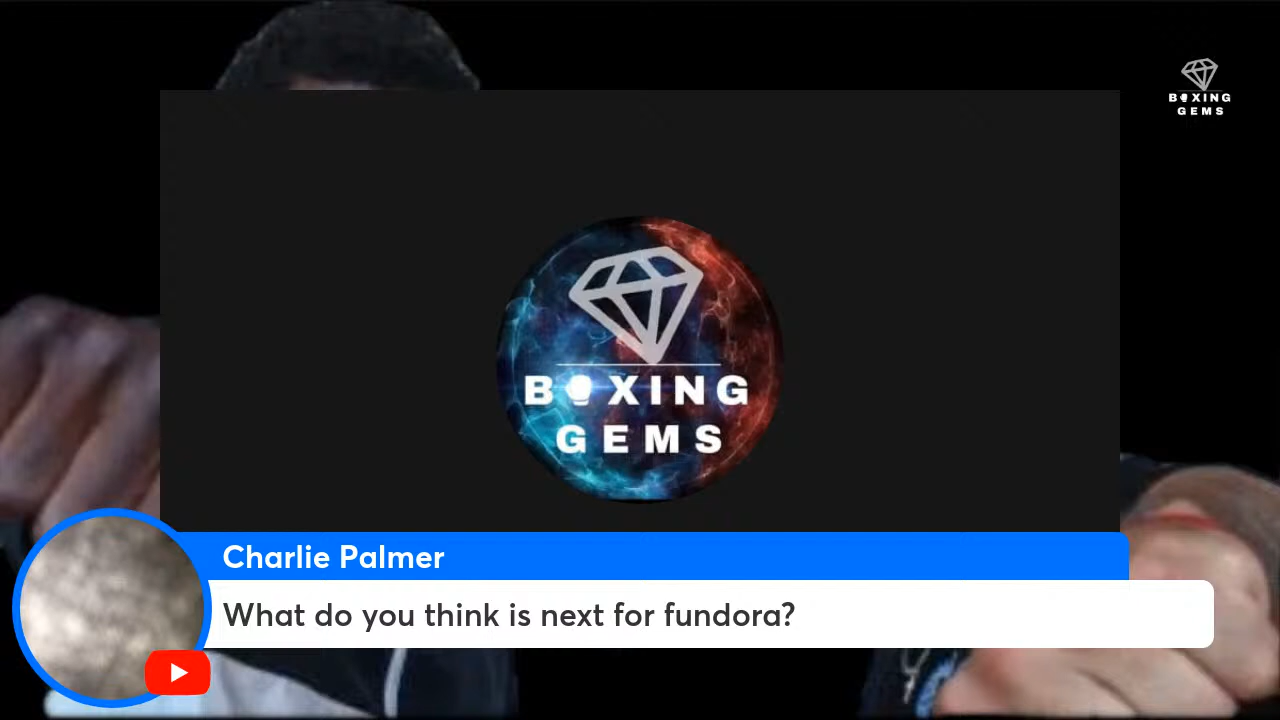 BOXING
GEMS
BOXING
GEMS
Charlie Palmer
What do you think is next for fundora?